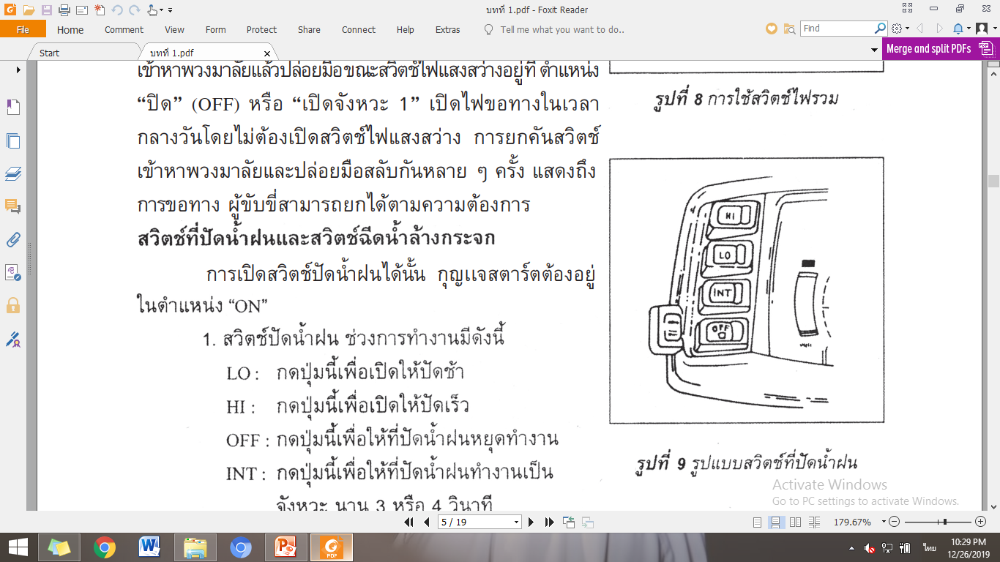 บทที่ 1.pdf - Foxit Reader
File Home Comment View Form Protect Share Connect Help Extras Tell me what you want to do.. Find
Start บทที่ 1.pdf Merge and split PDFs
เข้าหาพวงมาลัยแล้วปล่อยมือขณะสวิตช์ไฟแสงสว่างอยู่ที่ ตำแหน่ง
“ปิด” (OFF) หรือ “เปิดจังหวะ 1” เปิดไฟขอทางในเวลา
กลางวันโดยไม่ต้องเปิดสวิตช์ไฟแสงสว่าง การยกคันสวิตช์
เข้าหาพวงมาลัยและปล่อยมือสลับกันหลาย ๆ ครั้ง แสดงถึง
การขอทาง ผู้ขับขี่สามารถยกได้ตามความต้องการ
สวิตช์ที่ปัดน้ำฝนและสวิตช์ฉีดน้ำล้างกระจก
การเปิดสวิตช์ปัดน้ำฝนได้นั้น กุญแจสตาร์ตต้องอยู่
ในตำแหน่ง “ON”
1. สวิตช์ปัดน้ำฝน ช่วงการทำงานมีดังนี้
LO : กดปุ่มนี้เพื่อเปิดให้ปัดช้า
HI : กดปุ่มนี้เพื่อเปิดให้ปัดเร็ว
OFF : กดปุ่มนี้เพื่อให้ที่ปัดน้ำฝนหยุดทำงาน
INT : กดปุ่มนี้เพื่อให้ที่ปัดน้ำฝนทำงานเป็น
จังหวะ นาน 3 หรือ 4 วินาที
รูปที่ 8 การใช้สวิตช์ไฟรวม
HI
LO
INT
OFF
รูปที่ 9 รูปแบบสวิตช์ที่ปัดน้ำฝน
Activate Windows
Go to PC settings to activate Windows.
5 / 19 179.67%
ไทย 10:29 PM
12/26/2019